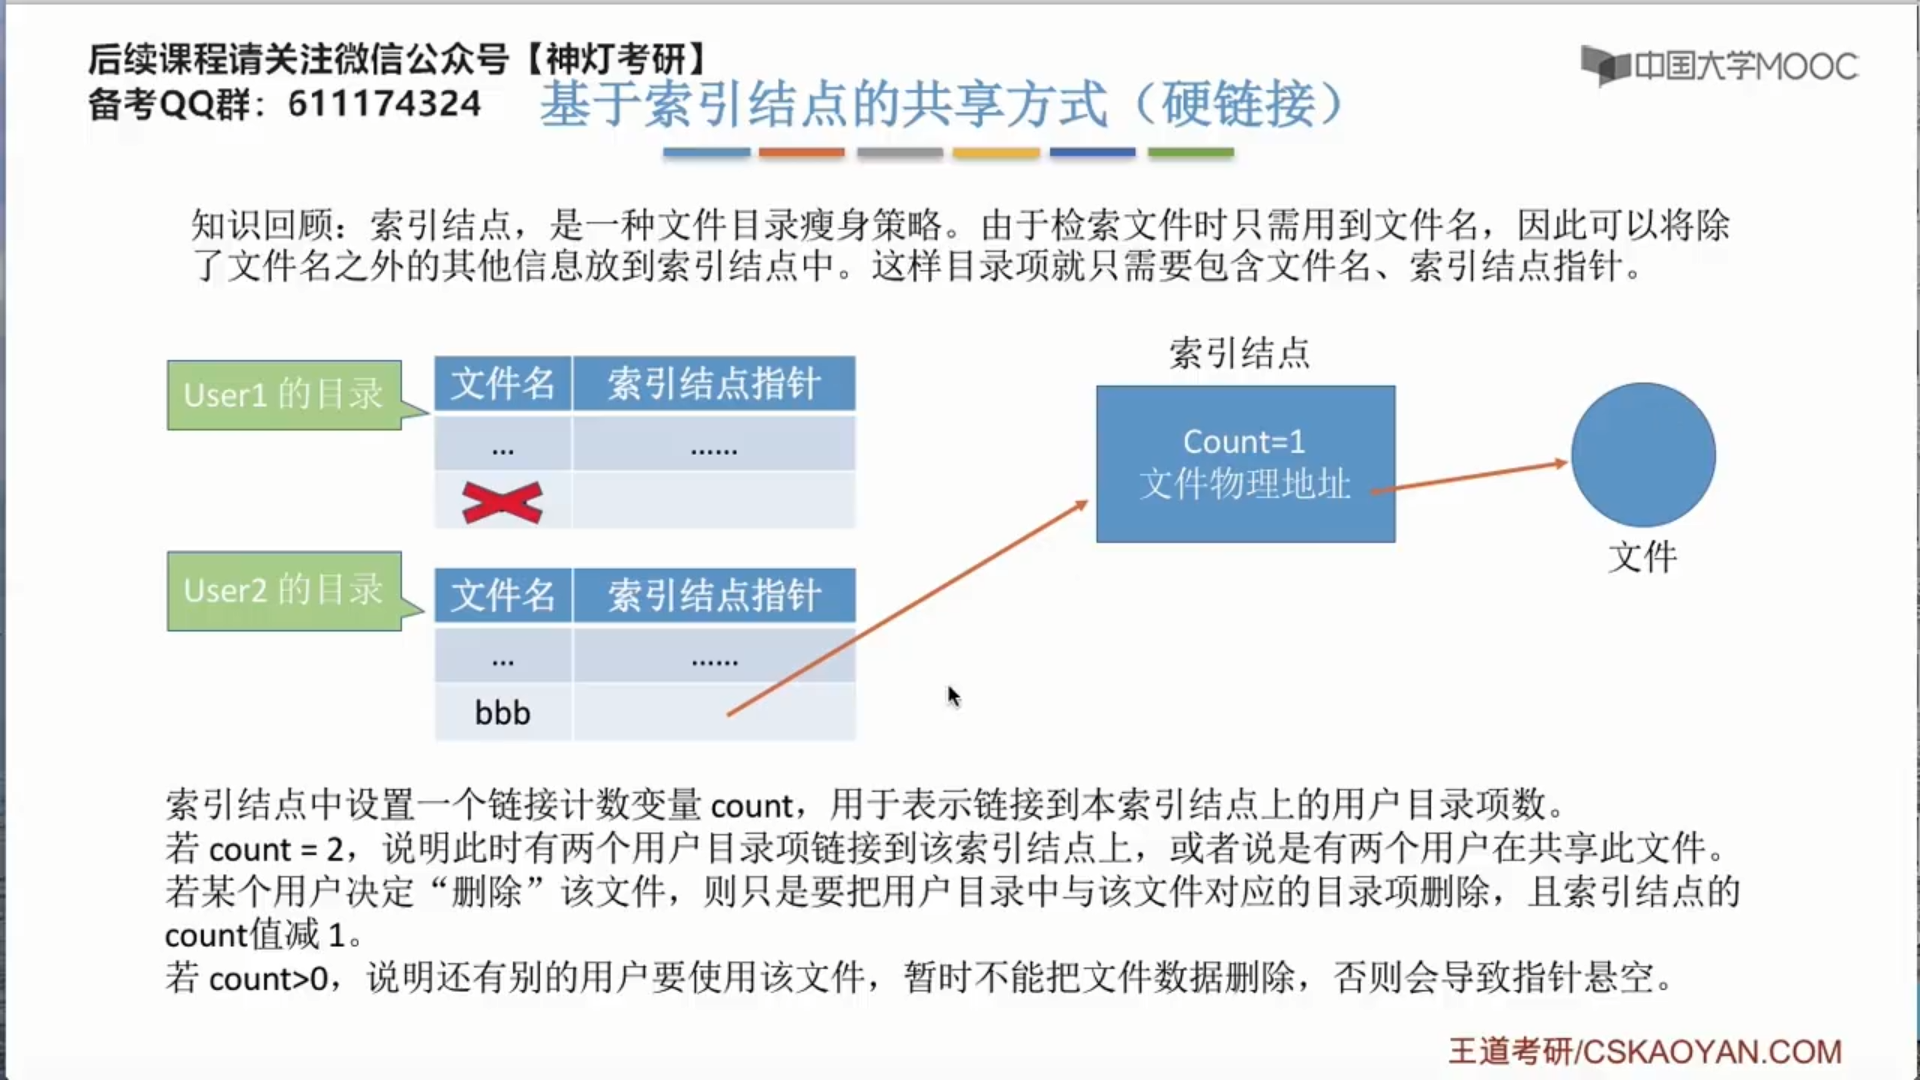 后续课程请关注微信公众号【神灯考研】
备考QQ群：611174324
中国大学MOOC
基于索引结点的共享方式（硬链接）
知识回顾：索引结点，是一种文件目录瘦身策略。由于检索文件时只需用到文件名，因此可以将除
了文件名之外的其他信息放到索引结点中。这样目录项就只需要包含文件名、索引结点指针。
User1 的目录
文件名 索引结点指针
... ......
索引结点
Count=1
文件物理地址
文件
User2 的目录
文件名 索引结点指针
... ......
bbb
索引结点中设置一个链接计数变量 count，用于表示链接到本索引结点上的用户目录项数。
若 count = 2，说明此时有两个用户目录项链接到该索引结点上，或者说是有两个用户在共享此文件。
若某个用户决定“删除”该文件，则只是要把用户目录中与该文件对应的目录项删除，且索引结点的
count值减 1。
若 count>0，说明还有别的用户要使用该文件，暂时不能把文件数据删除，否则会导致指针悬空。
王道考研/CSKAOYAN.COM